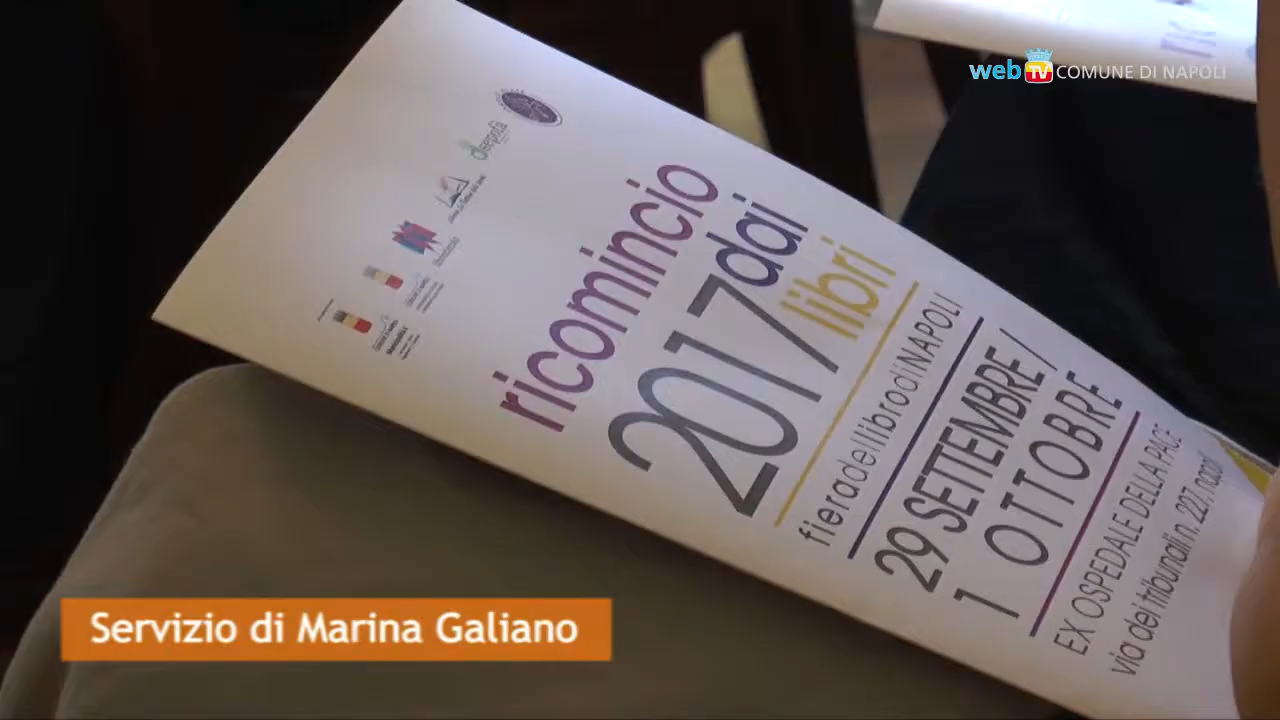 web TV COMUNE DI NAPOLI
ricomincio
2017 dai
libri
fieradellibrodiNAPOLI
29 SETTEMBRE/
1 OTTOBRE
EX OSPEDALE DELLA PACE
via dei tribunali n. 227, napoli
Servizio di Marina Galiano